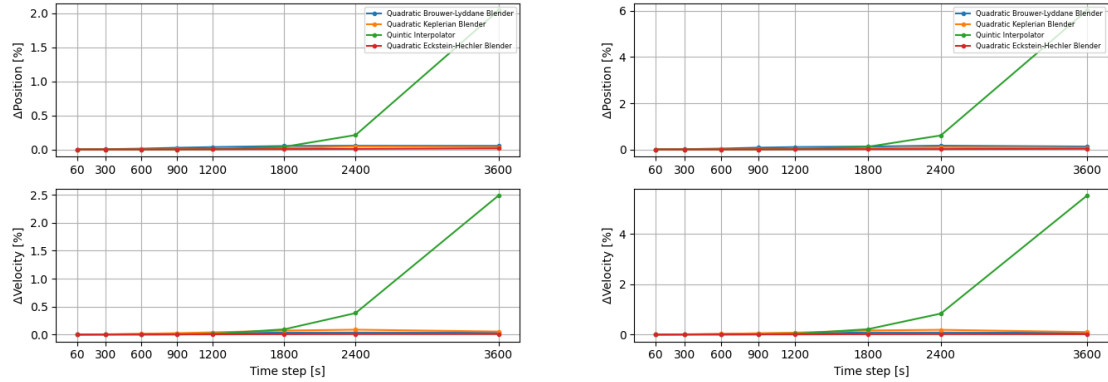 Quadratic Brouwer-Lyddane Blender
Quadratic Keplerian Blender
Quintic Interpolator
Quadratic Eckstein-Hechler Blender
ΔPosition [%]
2.0
1.5
1.0
0.5
0.0
60 300 600 900 1200 1800 2400 3600
ΔVelocity [%]
2.5
2.0
1.5
1.0
0.5
0.0
60 300 600 900 1200 1800 2400 3600
Time step [s]
Quadratic Brouwer-Lyddane Blender
Quadratic Keplerian Blender
Quintic Interpolator
Quadratic Eckstein-Hechler Blender
ΔPosition [%]
6
4
2
0
60 300 600 900 1200 1800 2400 3600
ΔVelocity [%]
4
2
0
60 300 600 900 1200 1800 2400 3600
Time step [s]